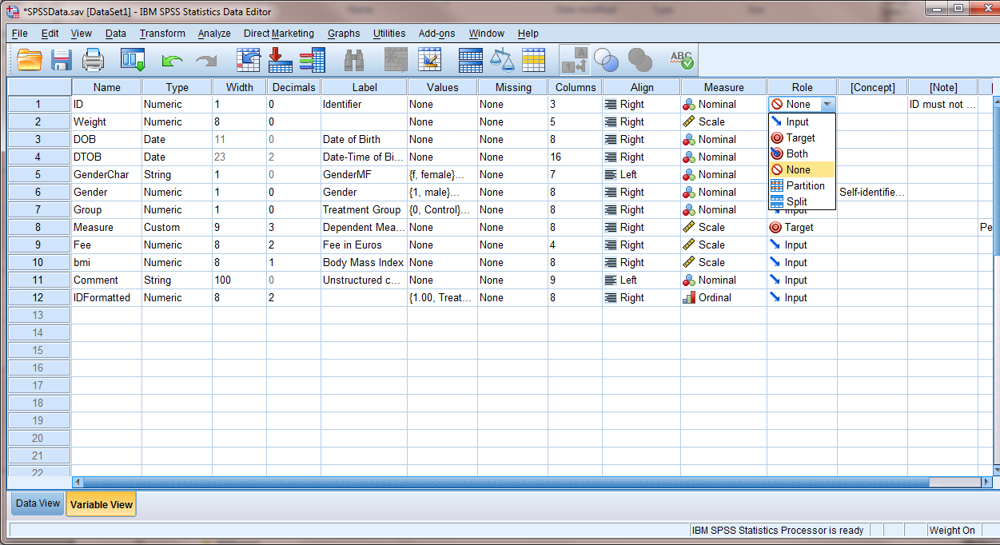 *SPSSData.sav [DataSet1] - IBM SPSS Statistics Data Editor
File Edit View Data Transform Analyze Direct Marketing Graphs Utilities Add-ons Window Help
A
1 A
ABC
Name Type Width Decimals Label Values Missing Columns Align Measure Role [Concept] [Note] [
1 ID Numeric 1 0 Identifier None None 3 Right Nominal None ID must not ...
2 Weight Numeric 8 0 None None 5 Right Scale Input
3 DOB Date 11 0 Date of Birth None None 8 Right Nominal Target
4 DTOB Date 23 2 Date-Time of Bi... None None 16 Right Nominal Both
5 GenderChar String 1 0 GenderMF {f, female}... None 7 Left Nominal None
6 Gender Numeric 1 0 Gender {1, male}... None 8 Right Nominal Partition Self-identifie...
Split
7 Group Numeric 1 0 Treatment Group {0, Control}... None 8 Right Nominal Input
8 Measure Custom 9 3 Dependent Mea... None None 8 Right Scale Target Pe
9 Fee Numeric 8 2 Fee in Euros None None 4 Right Scale Input
10 bmi Numeric 8 1 Body Mass Index None None 8 Right Scale Input
11 Comment String 100 0 Unstructured c... None None 9 Left Nominal Input
12 IDFormatted Numeric 8 2 {1.00, Treat... None 8 Right Ordinal Input
13
14
15
16
17
18
19
20
21
22
Data View Variable View
IBM SPSS Statistics Processor is ready Weight On